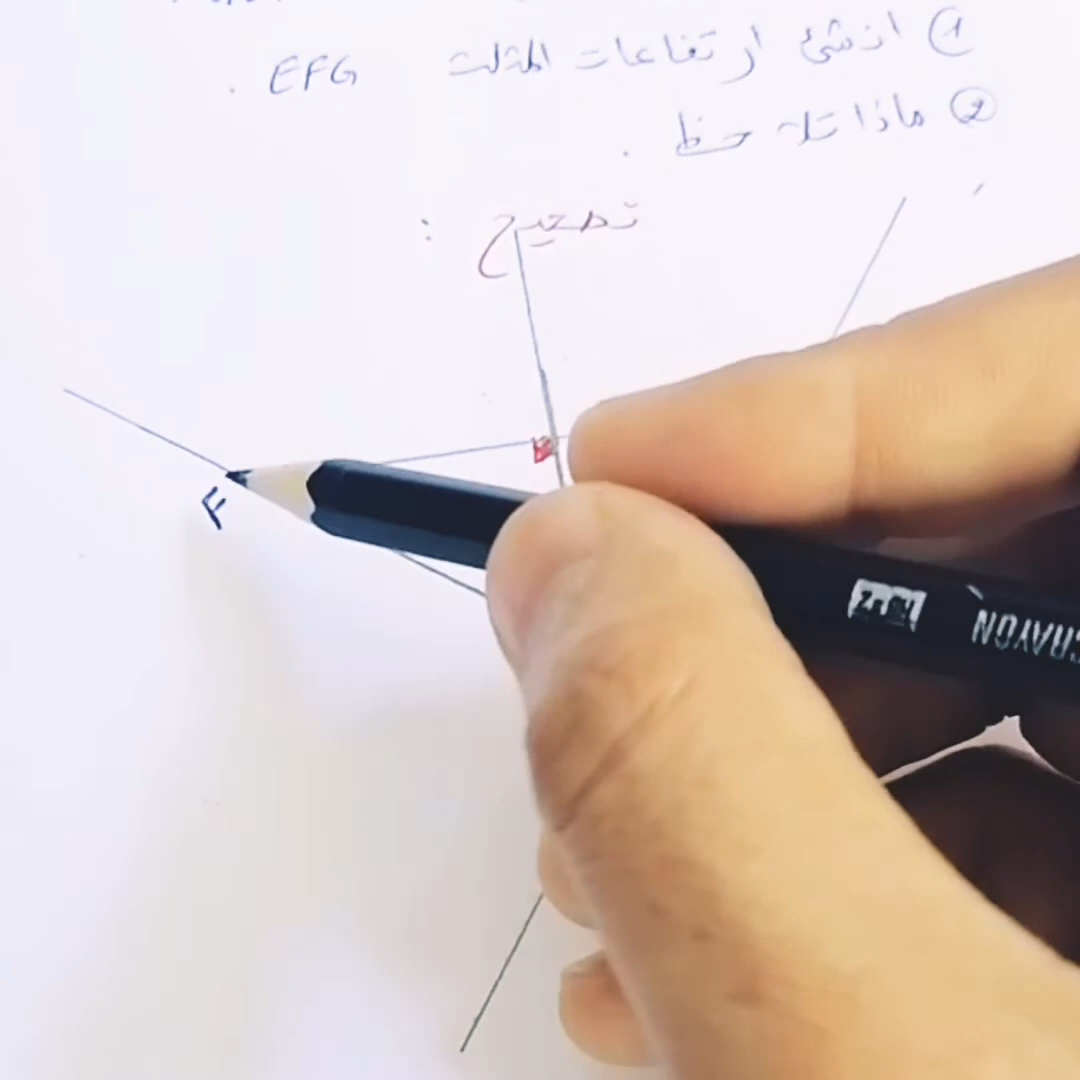 ① انشئ ارتفاعات المثلث EFG .
② ماذا تلاحظ .
تصحيح :
F
CRAYON